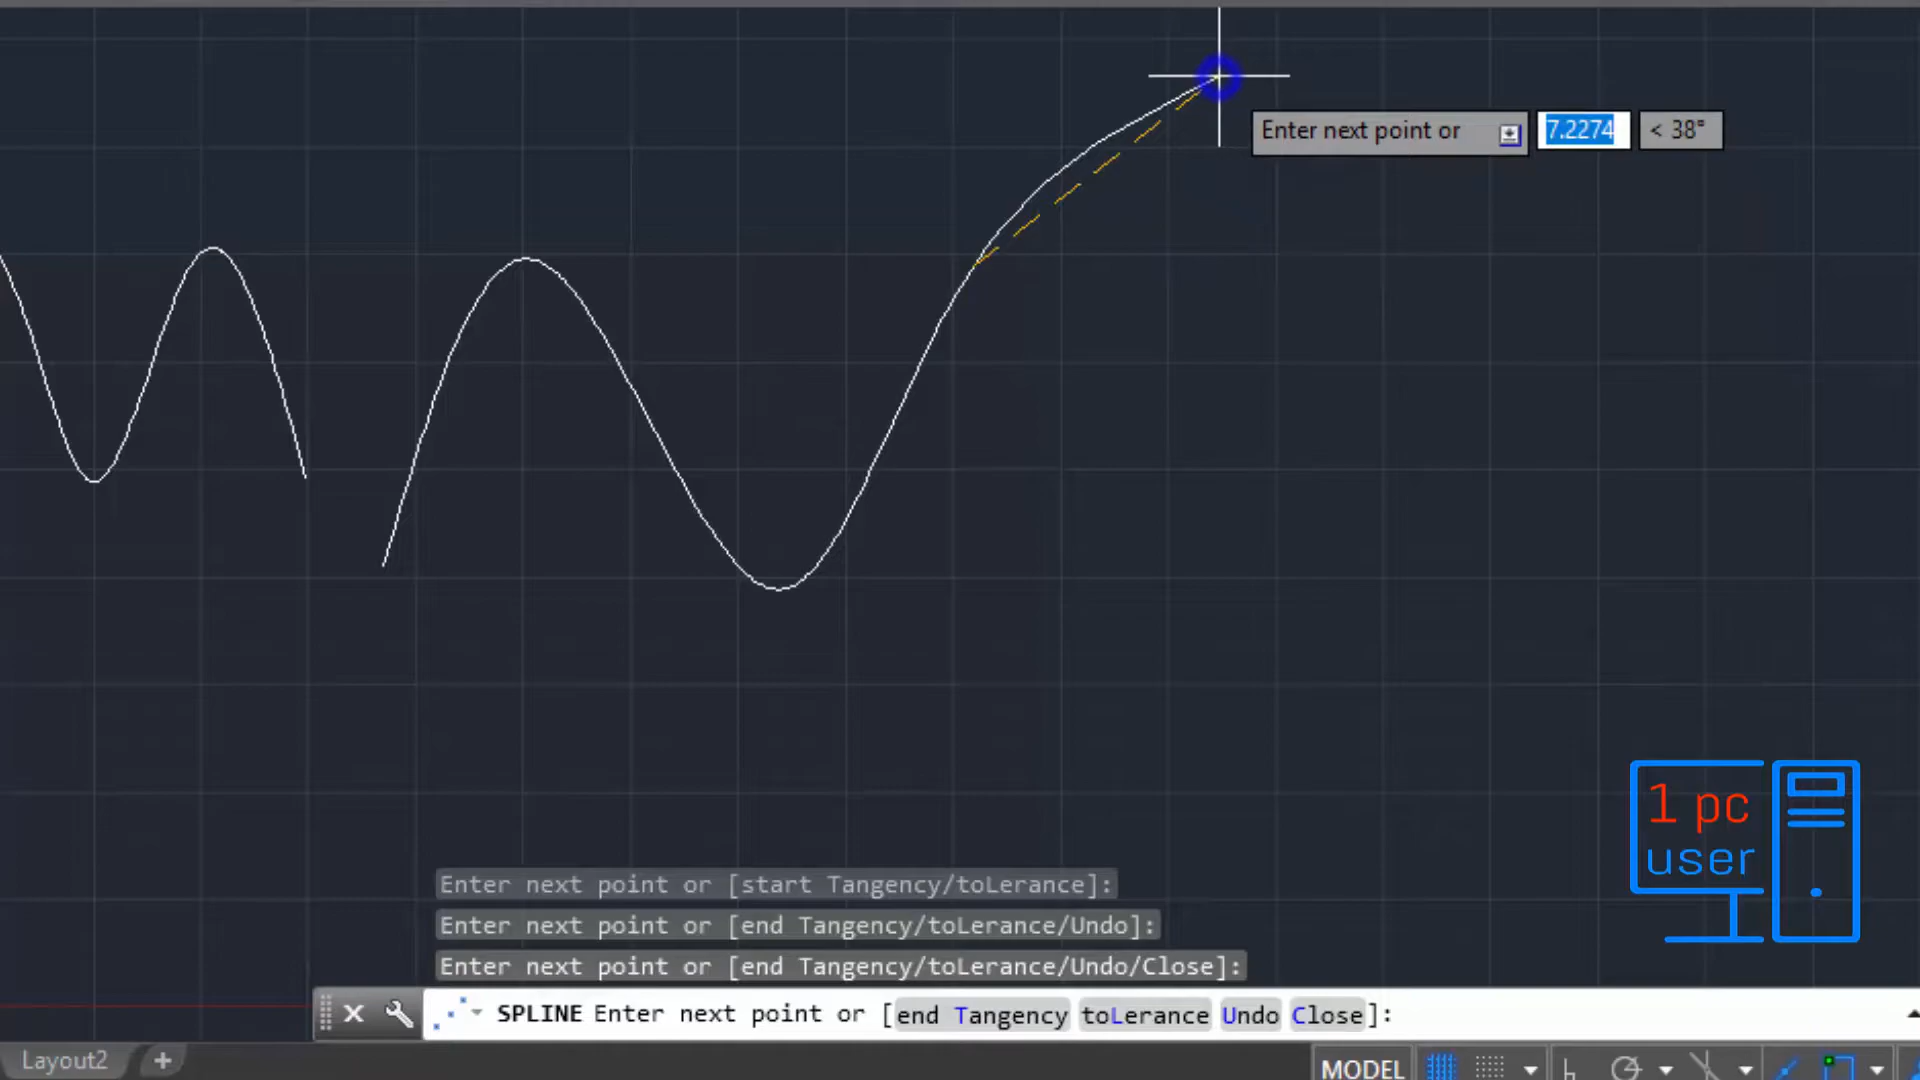 Enter next point or 7.2274 < 38°
1 pc
user
Enter next point or [start Tangency/toLerance]:
Enter next point or [end Tangency/toLerance/Undo]:
Enter next point or [end Tangency/toLerance/Undo/Close]:
SPLINE Enter next point or [end Tangency toLerance Undo Close]:
Layout2 +
MODEL